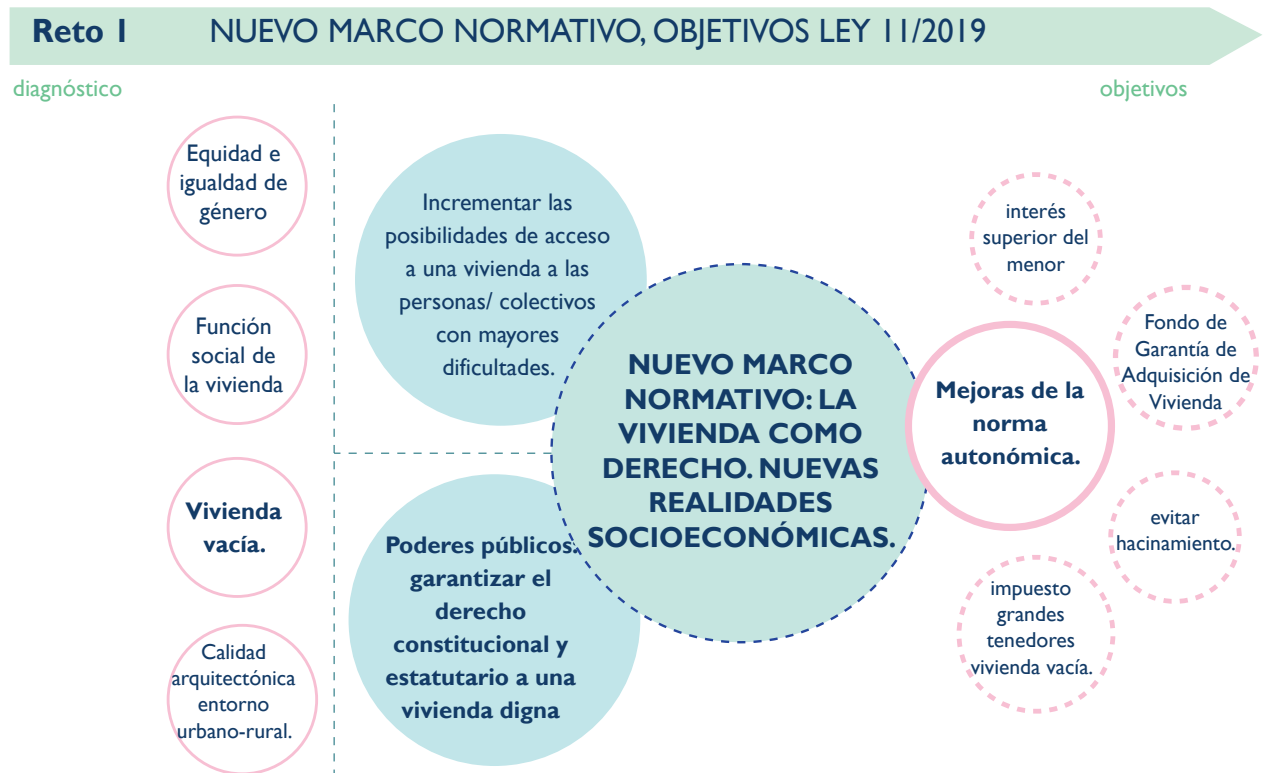 Reto 1 NUEVO MARCO NORMATIVO, OBJETIVOS LEY 11/2019
diagnóstico
objetivos
Equidad e
igualdad de
género
Función
social de
la vivienda
Vivienda
vacía.
Calidad
arquitectónica
entorno
urbano-rural.
Incrementar las
posibilidades de acceso
a una vivienda a las
personas/ colectivos
con mayores
dificultades.
Poderes públicos:
garantizar el
derecho
constitucional y
estatutario a una
vivienda digna
NUEVO MARCO
NORMATIVO: LA
VIVIENDA COMO
DERECHO. NUEVAS
REALIDADES
SOCIOECONÓMICAS.
Mejoras de la
norma
autonómica.
interés
superior del
menor
Fondo de
Garantía de
Adquisición de
Vivienda
evitar
hacinamiento.
impuesto
grandes
tenedores
vivienda vacía.